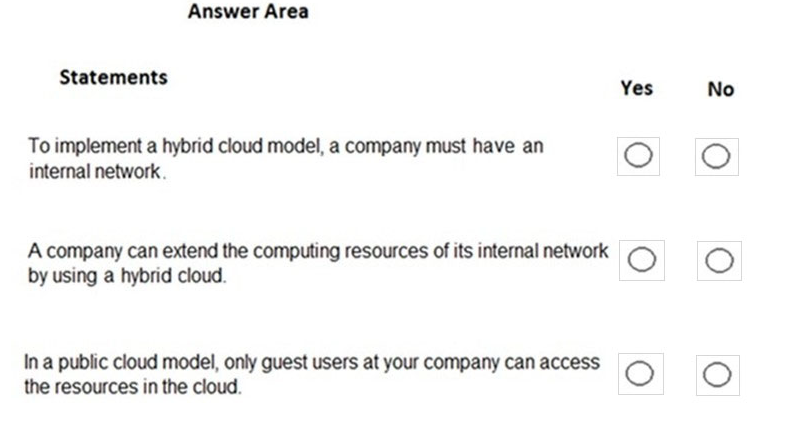 Answer Area
Statements
Yes No
To implement a hybrid cloud model, a company must have an
internal network.
A company can extend the computing resources of its internal network
by using a hybrid cloud.
In a public cloud model, only guest users at your company can access
the resources in the cloud.